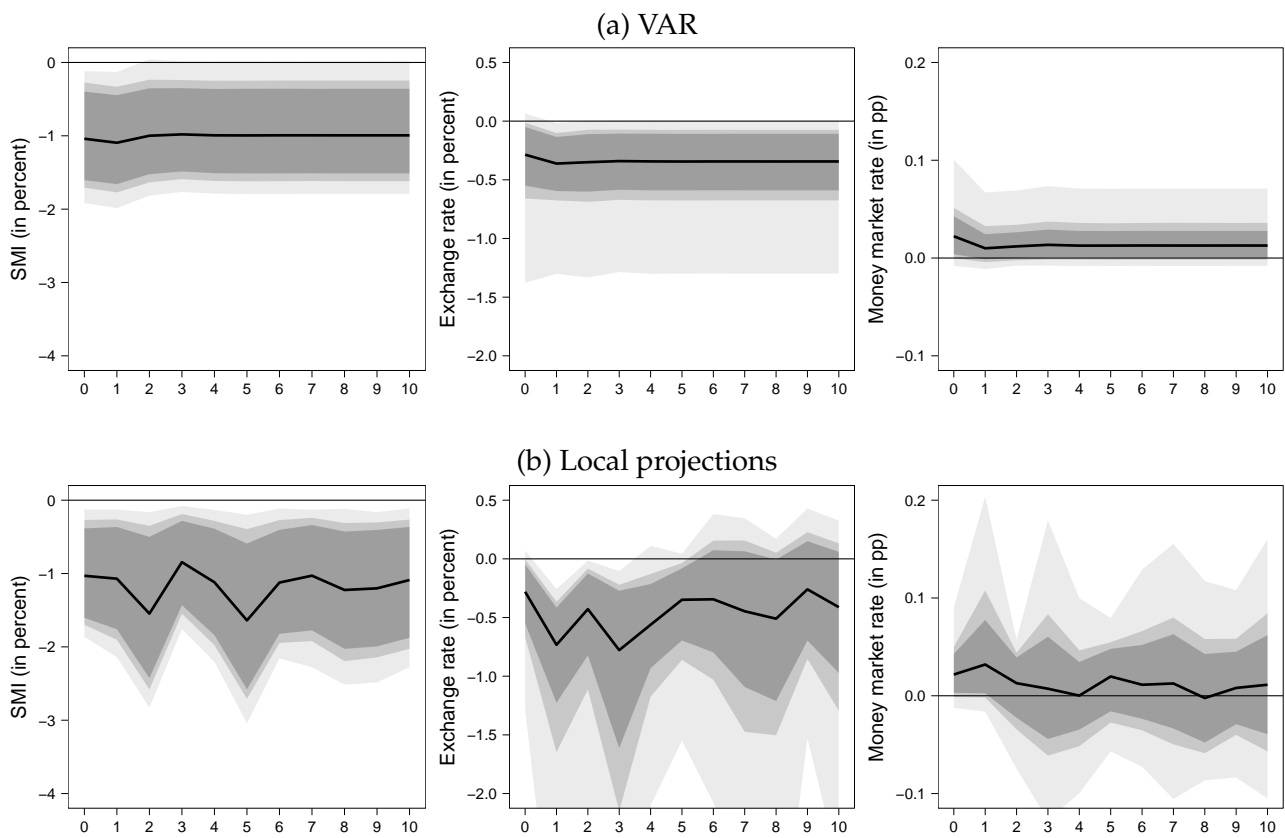 (a) VAR
SMI (in percent)
0
−1
−2
−3
−4
0 1 2 3 4 5 6 7 8 9 10
Exchange rate (in percent)
0.5
0.0
−0.5
−1.0
−1.5
−2.0
0 1 2 3 4 5 6 7 8 9 10
Money market rate (in pp)
0.2
0.1
0.0
−0.1
0 1 2 3 4 5 6 7 8 9 10
(b) Local projections
SMI (in percent)
0
−1
−2
−3
−4
0 1 2 3 4 5 6 7 8 9 10
Exchange rate (in percent)
0.5
0.0
−0.5
−1.0
−1.5
−2.0
0 1 2 3 4 5 6 7 8 9 10
Money market rate (in pp)
0.2
0.1
0.0
−0.1
0 1 2 3 4 5 6 7 8 9 10